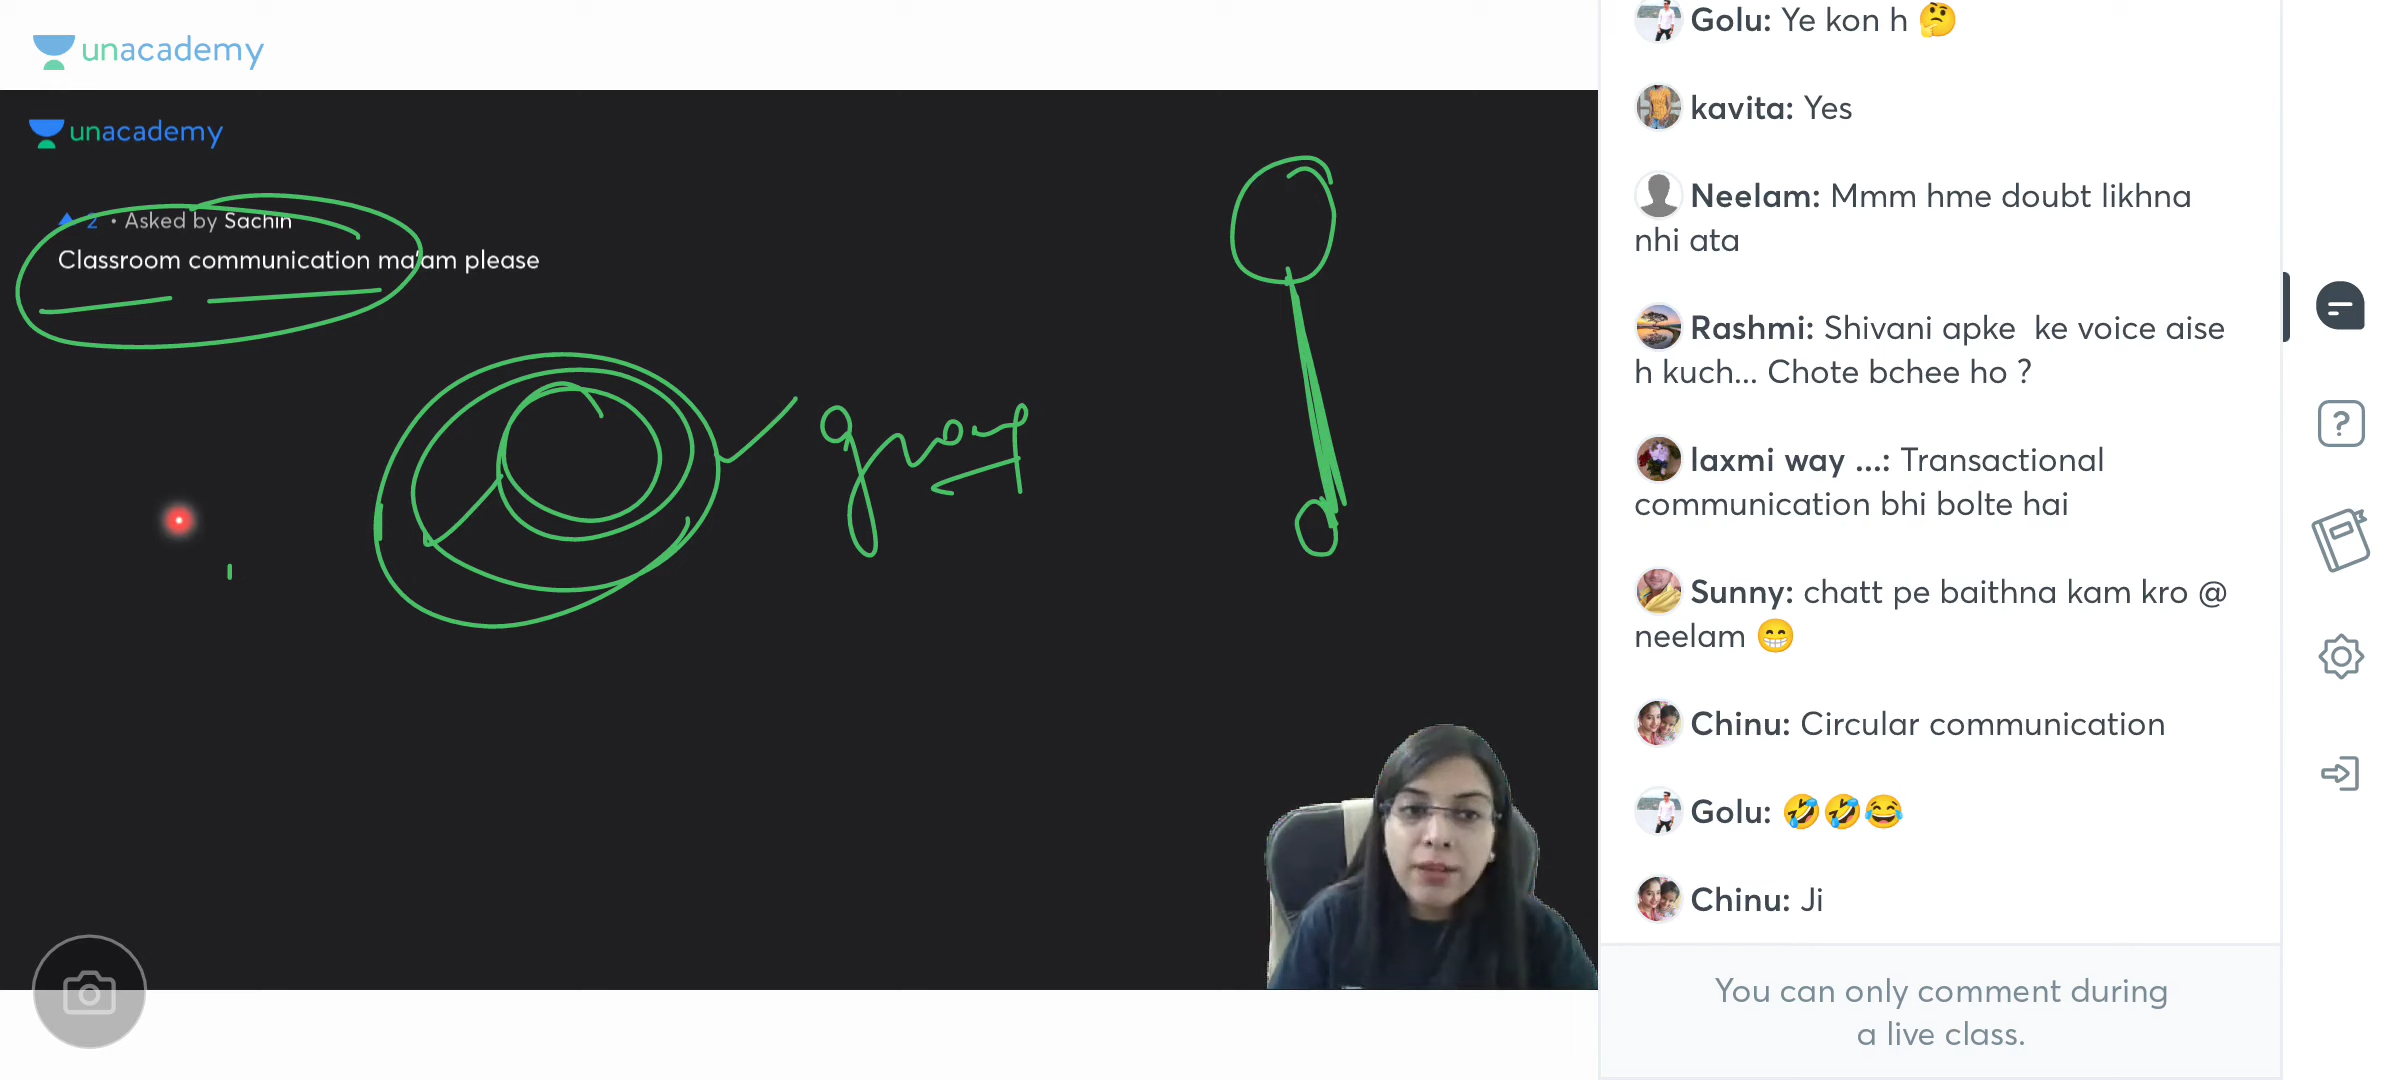 unacademy
unacademy
2 • Asked by Sachin
Classroom communication ma'am please
group
Golu: Ye kon h 🤔
kavita: Yes
Neelam: Mmm hme doubt likhna
nhi ata
Rashmi: Shivani apke  ke voice aise
h kuch... Chote bchee ho ?
laxmi way ...: Transactional
communication bhi bolte hai
Sunny: chatt pe baithna kam kro @
neelam 😁
Chinu: Circular communication
Golu: 🤣🤣😂
Chinu: Ji
You can only comment during
a live class.